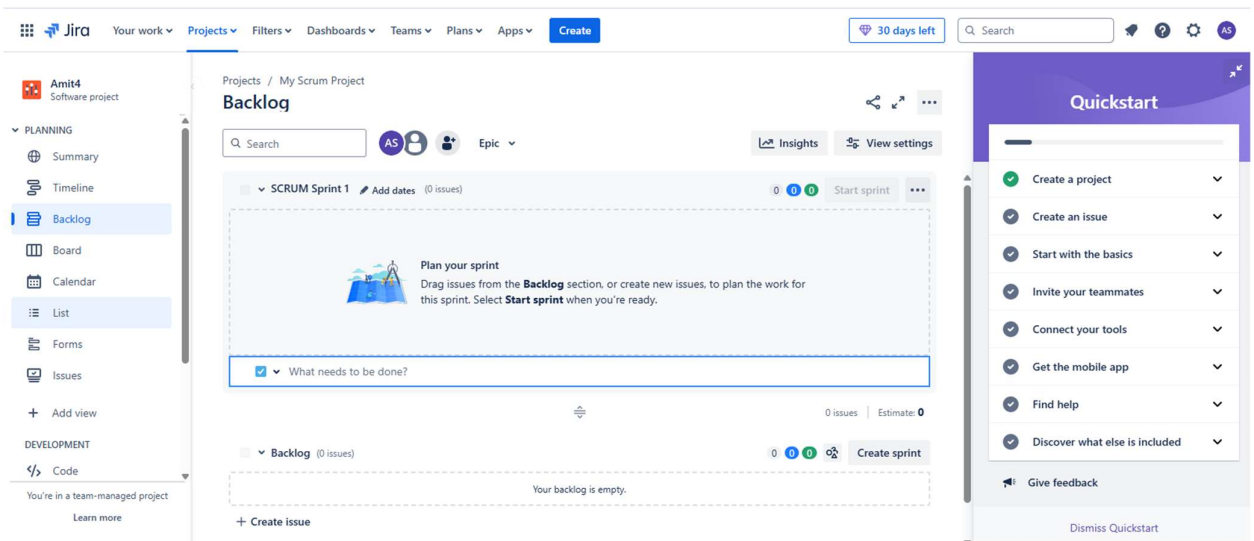 Jira Your work Projects Filters Dashboards Teams Plans Apps Create 30 days left Search AS
Amit4
Software project
PLANNING
Summary
Timeline
Backlog
Board
Calendar
List
Forms
Issues
+ Add view
DEVELOPMENT
</> Code
You're in a team-managed project
Learn more
Projects / My Scrum Project
Backlog
Search AS Epic Insights View settings
SCRUM Sprint 1 Add dates (0 issues) 0 0 0 Start sprint
Plan your sprint
Drag issues from the Backlog section, or create new issues, to plan the work for
this sprint. Select Start sprint when you're ready.
What needs to be done?
0 issues Estimate: 0
Backlog (0 issues) 0 0 0 Create sprint
Your backlog is empty.
+ Create issue
Quickstart
Create a project
Create an issue
Start with the basics
Invite your teammates
Connect your tools
Get the mobile app
Find help
Discover what else is included
Give feedback
Dismiss Quickstart